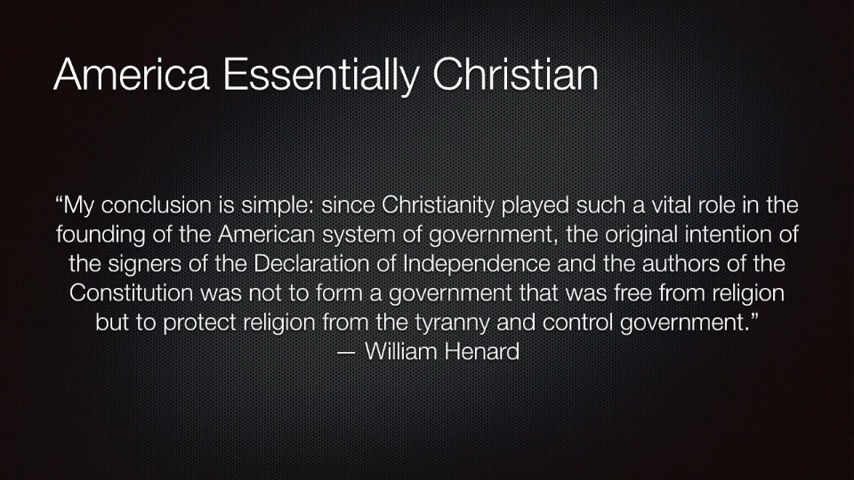 America Essentially Christian
“My conclusion is simple: since Christianity played such a vital role in the
founding of the American system of government, the original intention of
the signers of the Declaration of Independence and the authors of the
Constitution was not to form a government that was free from religion
but to protect religion from the tyranny and control government.”
— William Henard